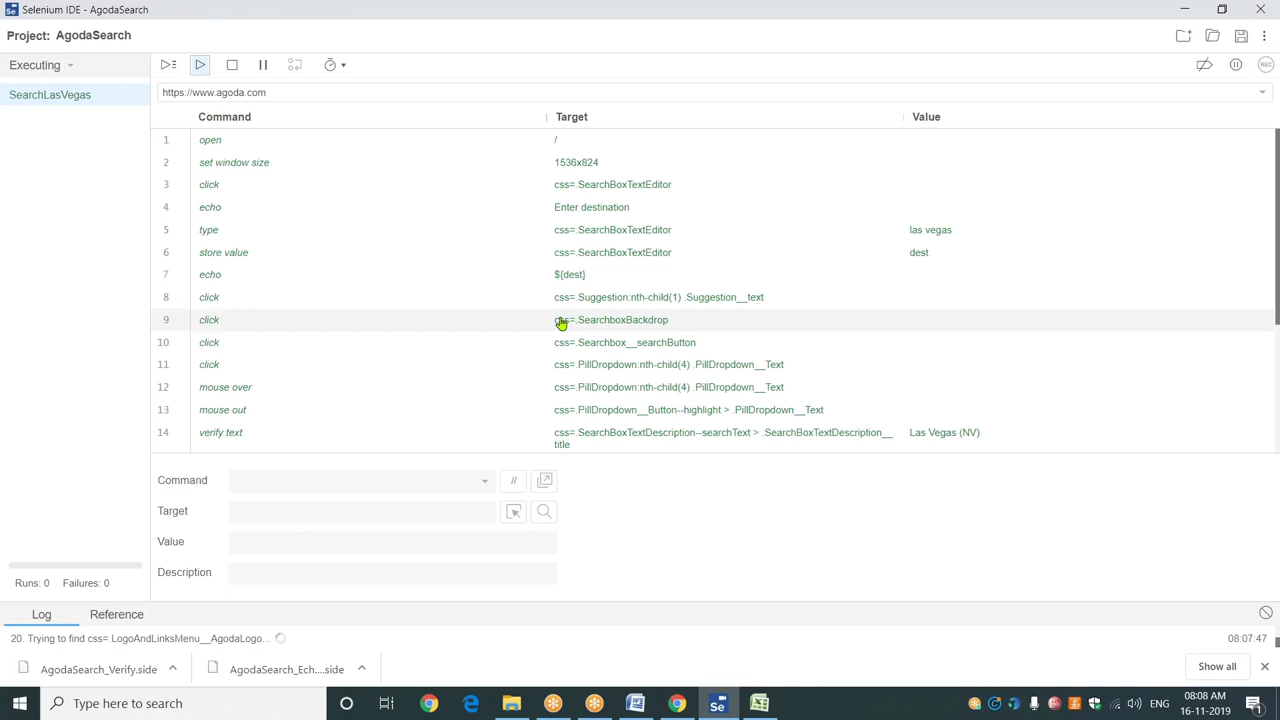 Selenium IDE - AgodaSearch
Project: AgodaSearch
Executing
https://www.agoda.com
SearchLasVegas
Command Target Value
1 open /
2 set window size 1536x824
3 click css=.SearchBoxTextEditor
4 echo Enter destination
5 type css=.SearchBoxTextEditor las vegas
6 store value css=.SearchBoxTextEditor dest
7 echo ${dest}
8 click css=.Suggestion:nth-child(1) .Suggestion__text
9 click css=.SearchboxBackdrop
10 click css=.Searchbox__searchButton
11 click css=.PillDropdown:nth-child(4) .PillDropdown__Text
12 mouse over css=.PillDropdown:nth-child(4) .PillDropdown__Text
13 mouse out css=.PillDropdown__Button--highlight > .PillDropdown__Text
14 verify text css=.SearchBoxTextDescription--searchText > .SearchBoxTextDescription__ Las Vegas (NV)
title
Command //
Target
Value
Description
Runs: 0 Failures: 0
Log Reference
20. Trying to find css=.LogoAndLinksMenu__AgodaLogo... 08:07:47
AgodaSearch_Verify.side AgodaSearch_Ech....side Show all
Type here to search
ENG
08:08 AM
16-11-2019
REC
1